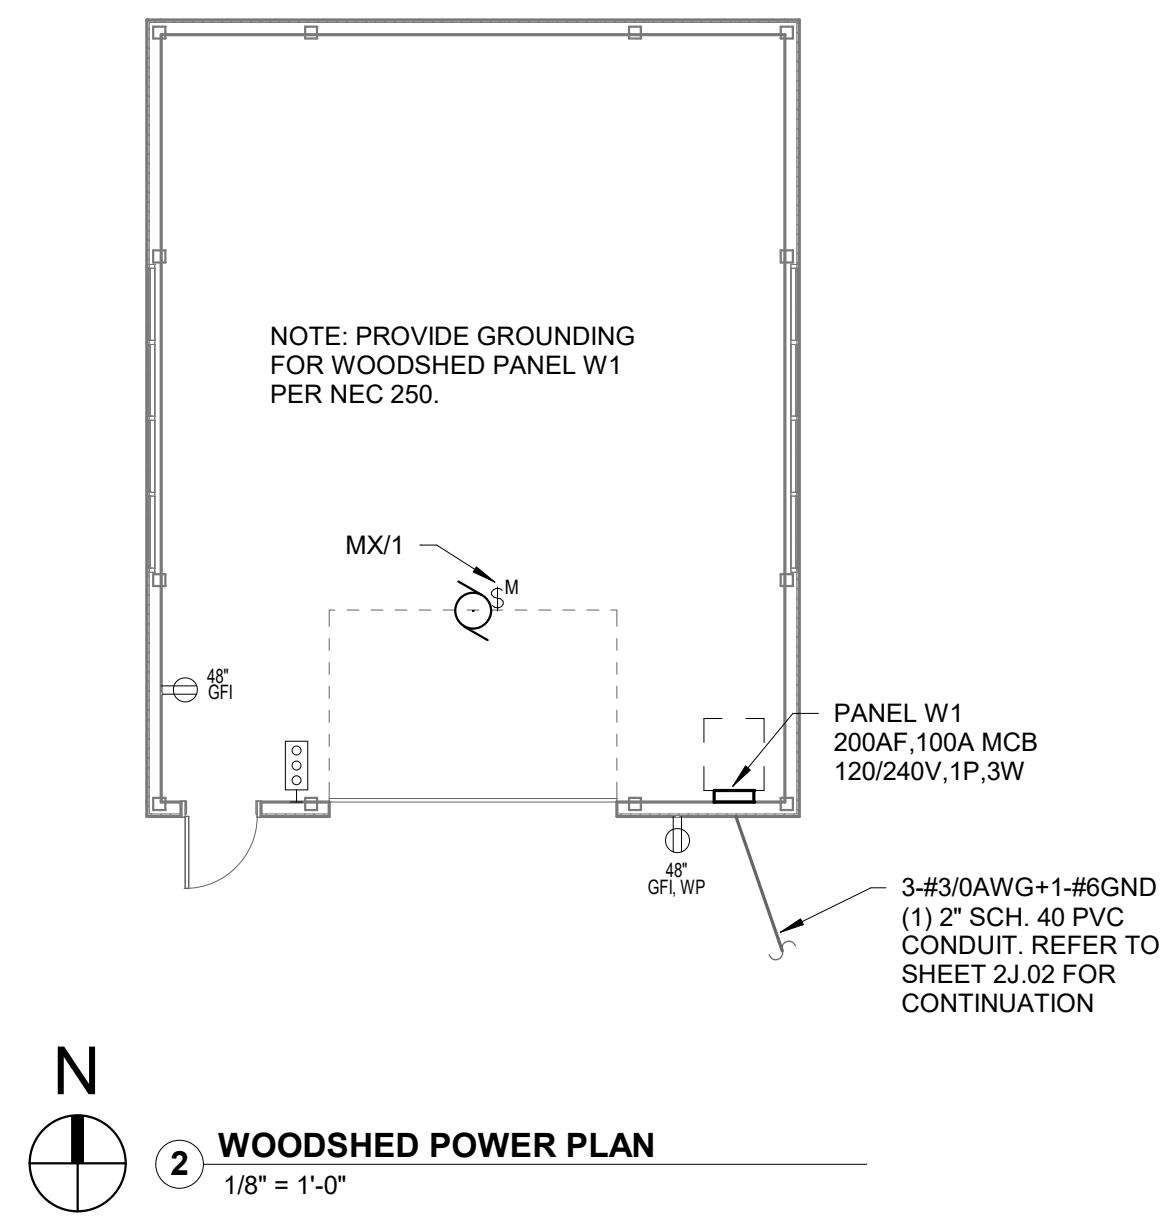 NOTE: PROVIDE GROUNDING
FOR WOODSHED PANEL W1
PER NEC 250.
MX/1
$
M
48"
GFI
PANEL W1
200AF,100A MCB
120/240V,1P,3W
48"
GFI, WP
3-#3/0AWG+1-#6GND
(1) 2" SCH. 40 PVC
CONDUIT. REFER TO
SHEET 2J.02 FOR
CONTINUATION
N
2
WOODSHED POWER PLAN
1/8" = 1'-0"